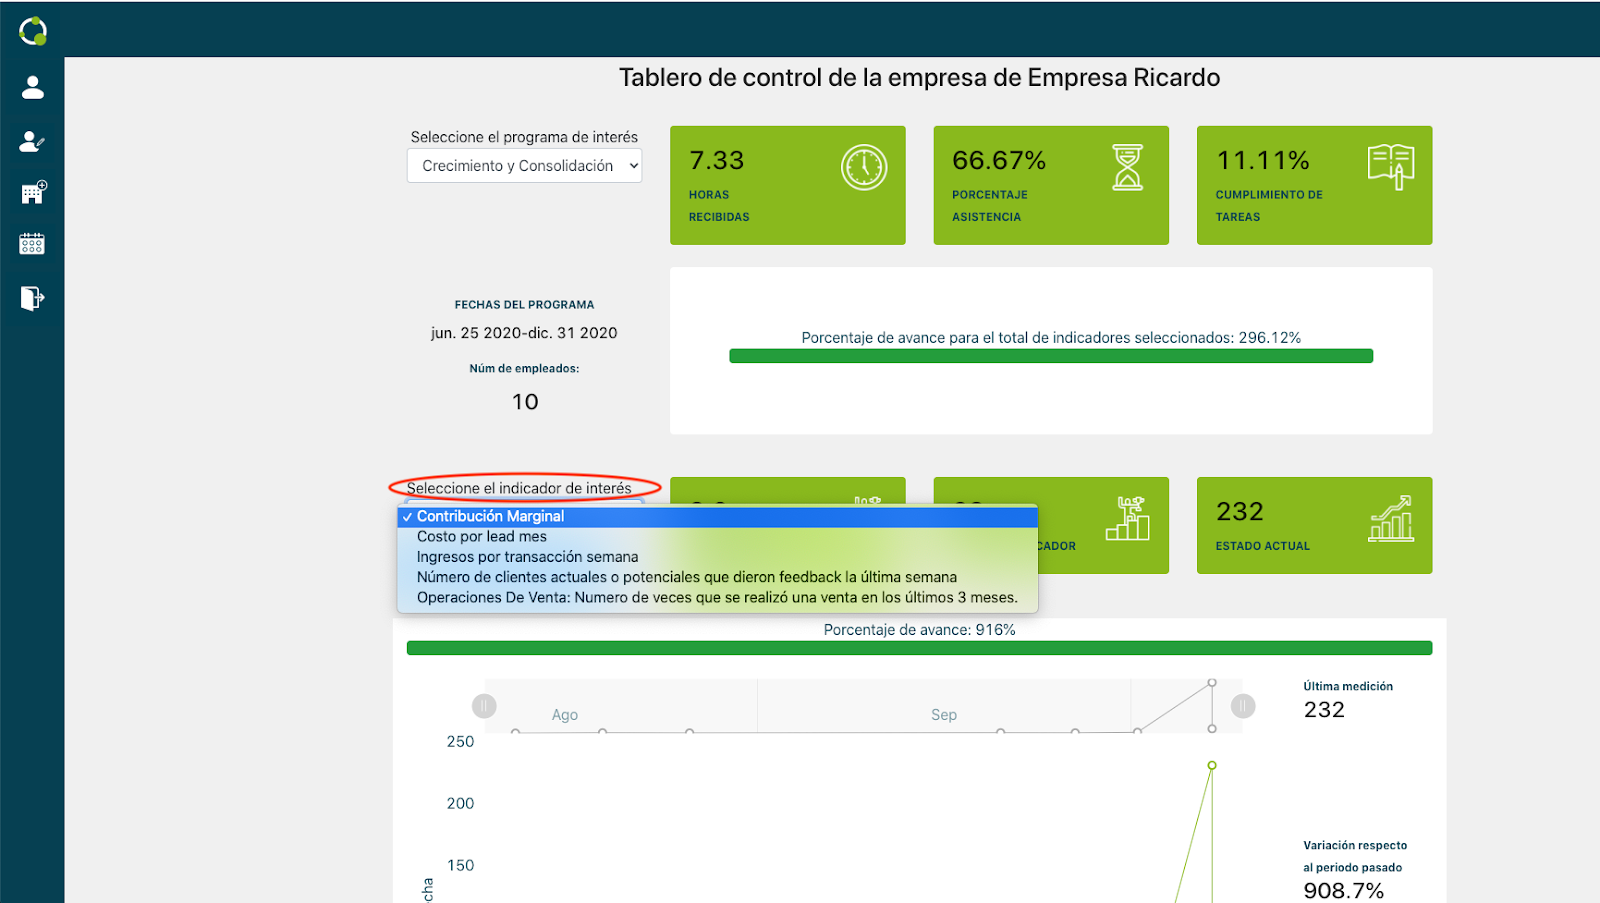 Tablero de control de la empresa de Empresa Ricardo
Seleccione el programa de interés
Crecimiento y Consolidación
7.33
HORAS
RECIBIDAS
66.67%
PORCENTAJE
ASISTENCIA
11.11%
CUMPLIMIENTO DE
TAREAS
FECHAS DEL PROGRAMA
jun. 25 2020-dic. 31 2020
Núm de empleados:
10
Porcentaje de avance para el total de indicadores seleccionados: 296.12%
Seleccione el indicador de interés
Contribución Marginal
Costo por lead mes
Ingresos por transacción semana
Número de clientes actuales o potenciales que dieron feedback la última semana
Operaciones De Venta: Numero de veces que se realizó una venta en los últimos 3 meses.
CADOR
232
ESTADO ACTUAL
Porcentaje de avance: 916%
Ago
Sep
Última medición
232
250
200
150
cha
Variación respecto
al periodo pasado
908.7%